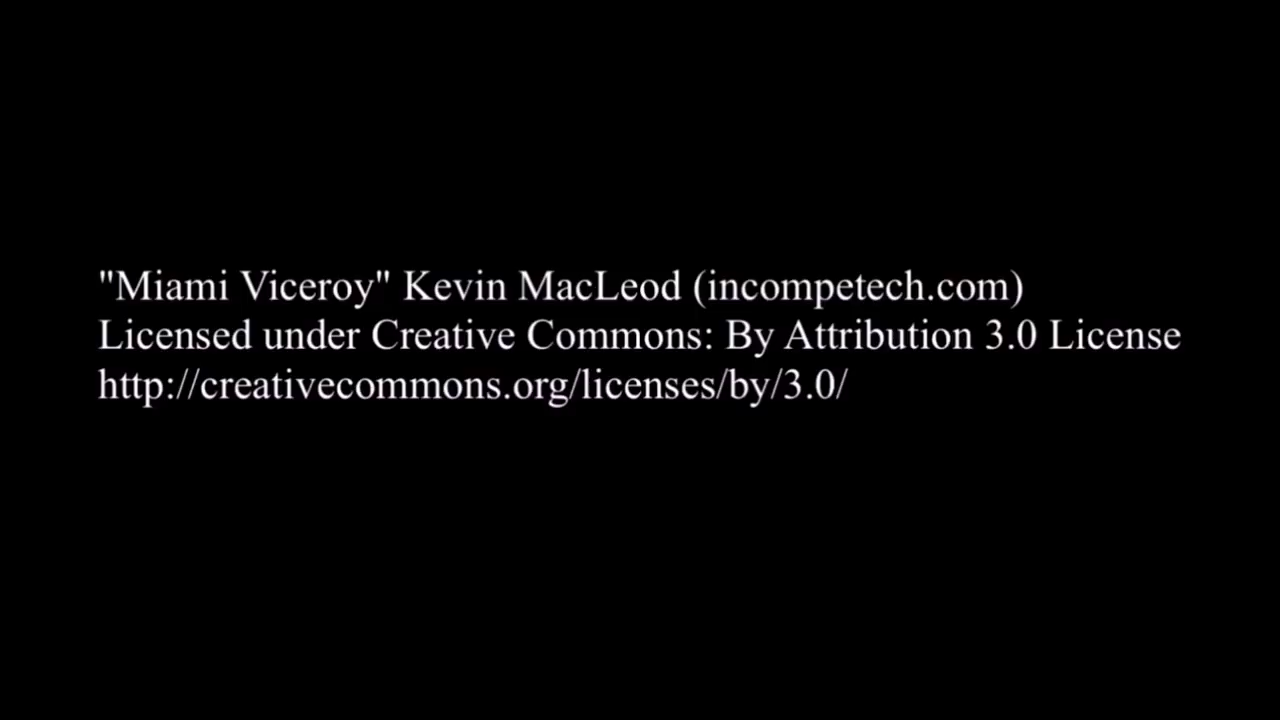 "Miami Viceroy" Kevin MacLeod (incompetech.com)
Licensed under Creative Commons: By Attribution 3.0 License
http://creativecommons.org/licenses/by/3.0/